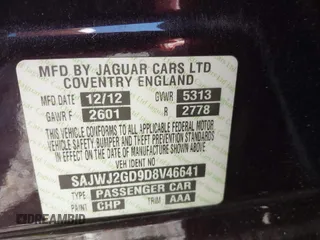 MFD BY JAGUAR CARS LTD
COVENTRY ENGLAND
MFD DATE 12/12 GVWR 5313
GAWR F 2601 R 2778
THIS VEHICLE CONFORMS TO ALL APPLICABLE FEDERAL MOTOR
VEHICLE SAFETY BUMPER AND THEFT PREVENTION STANDARDS
IN EFFECT ON THE DATE OF MANUFACTURE SHOWN ABOVE.
VEH IDENT NO
SAJWJ2GD9D8V46641
TYPE PASSENGER CAR
PAINT CHP TRIM AAA
DREAMBID